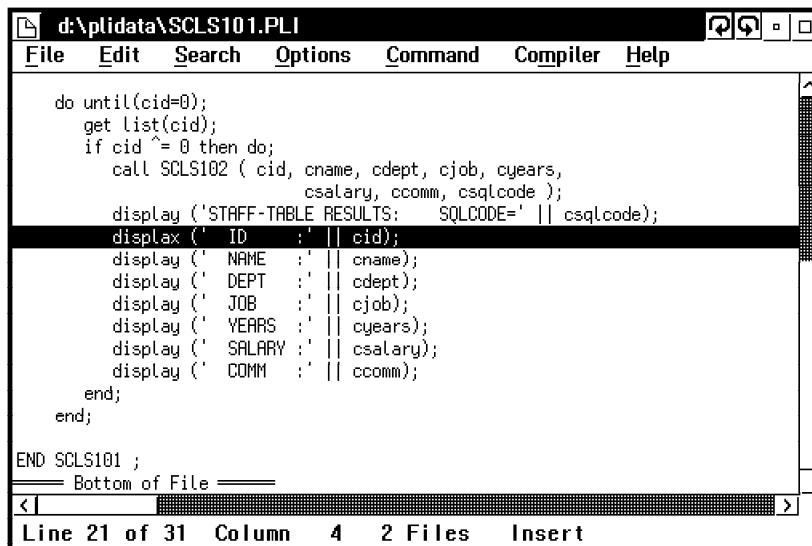 d:\plidata\SCLS101.PLI
File Edit Search Options Command Compiler Help
do until(cid=0);
get list(cid);
if cid ^= 0 then do;
call SCLS102 ( cid, cname, cdept, cjob, cyears,
csalary, ccomm, csqlcode );
display ('STAFF-TABLE RESULTS: SQLCODE=' || csqlcode);
displax (' ID :' || cid);
display (' NAME :' || cname);
display (' DEPT :' || cdept);
display (' JOB :' || cjob);
display (' YEARS :' || cyears);
display (' SALARY :' || csalary);
display (' COMM :' || ccomm);
end;
end;
END SCLS101 ;
Bottom of File
Line 21 of 31 Column 4 2 Files Insert